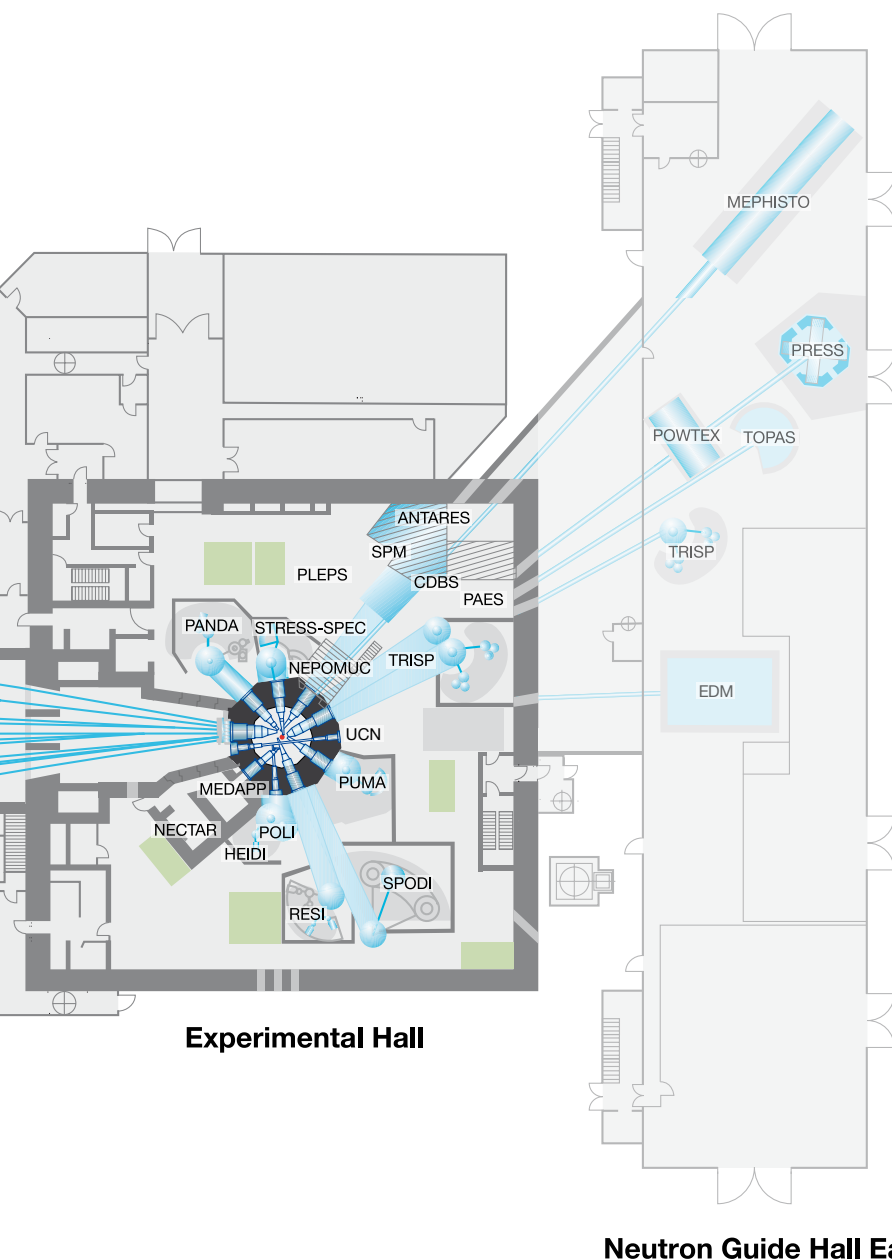 MEPHISTO
PRESS
POWTEX
TOPAS
ANTARES
SPM
TRISP
PLEPS
CDBS
PAES
PANDA
STRESS-SPEC
NEPOMUC
TRISP
EDM
UCN
MEDAPP
PUMA
NECTAR
POLI
HEIDI
SPODI
RESI
Experimental Hall
Neutron Guide Hall Ea